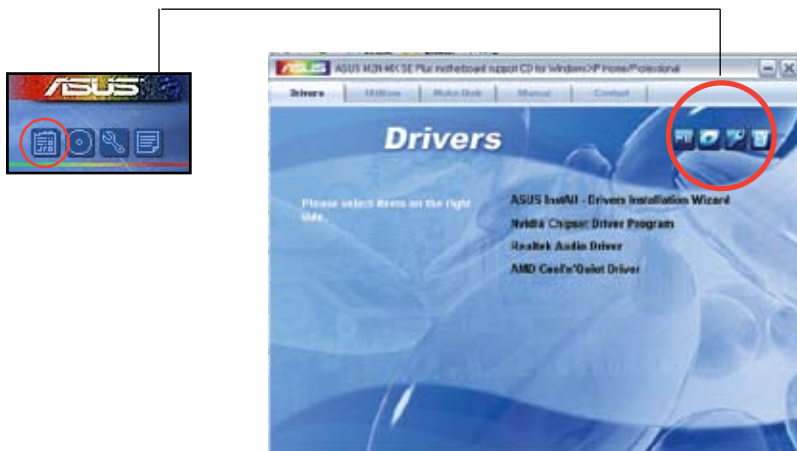 ASUS
ASUS
ASUS M2N-MX SE Plus motherboard support CD for Windows XP Home/Professional
Drivers
Utilities
Make Disk
Manual
Contact
Drivers
Please select items on the right side.
ASUS InstAll - Drivers Installation Wizard
Nvidia Chipset Driver Program
Realtek Audio Driver
AMD Cool'n'Quiet Driver